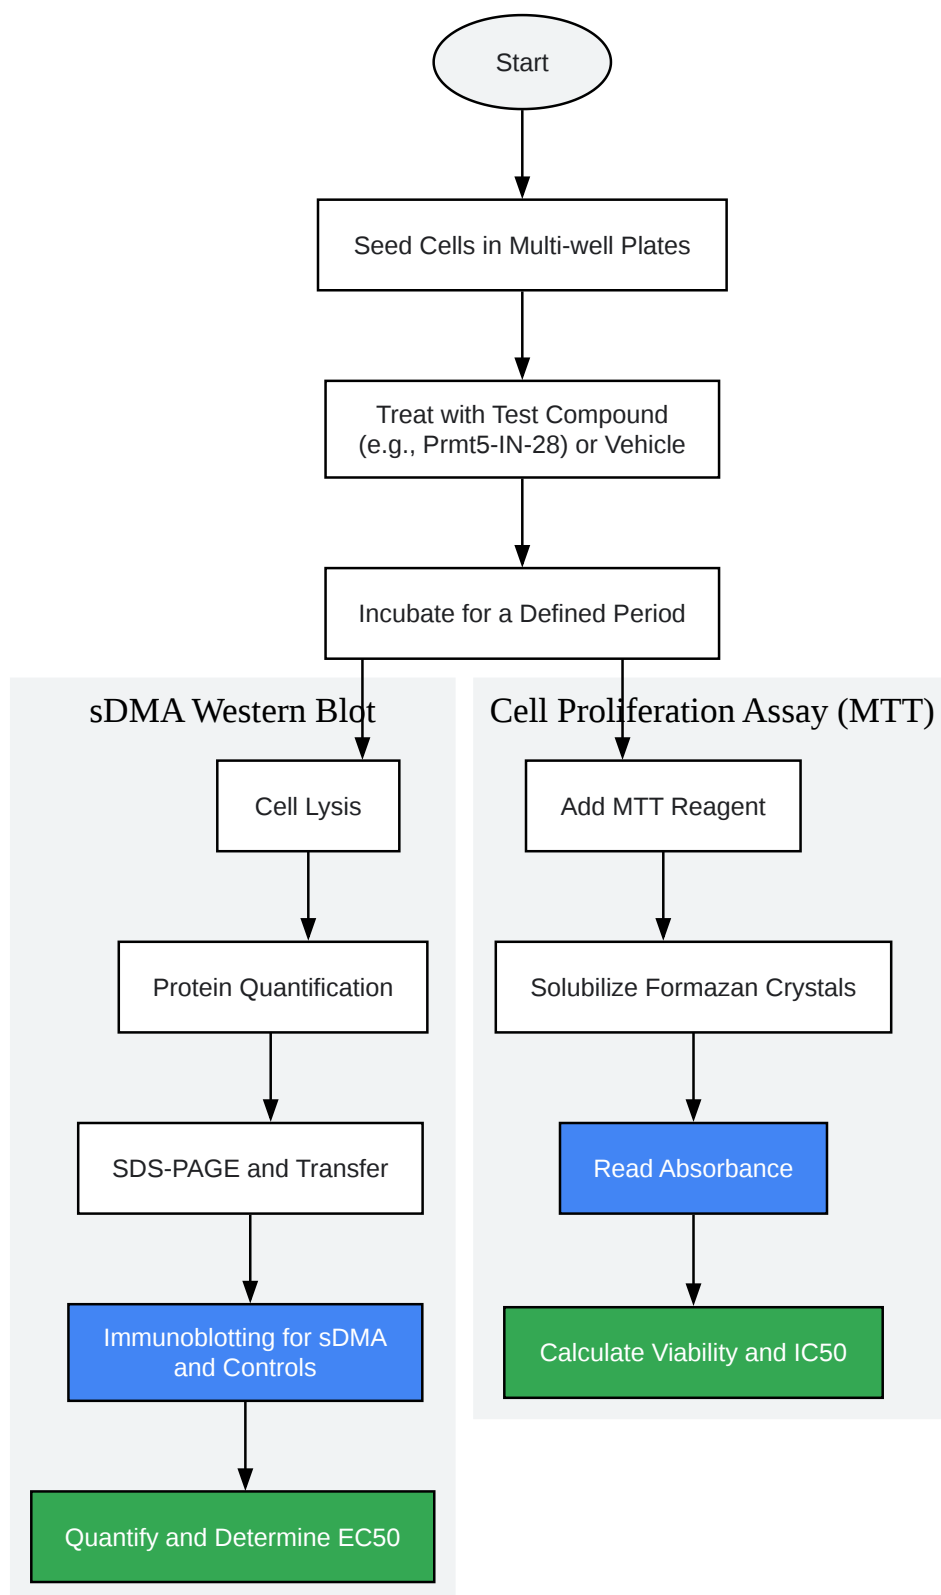 Start
Seed Cells in Multi-well Plates
Treat with Test Compound
(e.g., Prmt5-IN-28) or Vehicle
Incubate for a Defined Period
sDMA Western Blot
Cell Lysis
Protein Quantification
SDS-PAGE and Transfer
Immunoblotting for sDMA
and Controls
Quantify and Determine EC50
Cell Proliferation Assay (MTT)
Add MTT Reagent
Solubilize Formazan Crystals
Read Absorbance
Calculate Viability and IC50